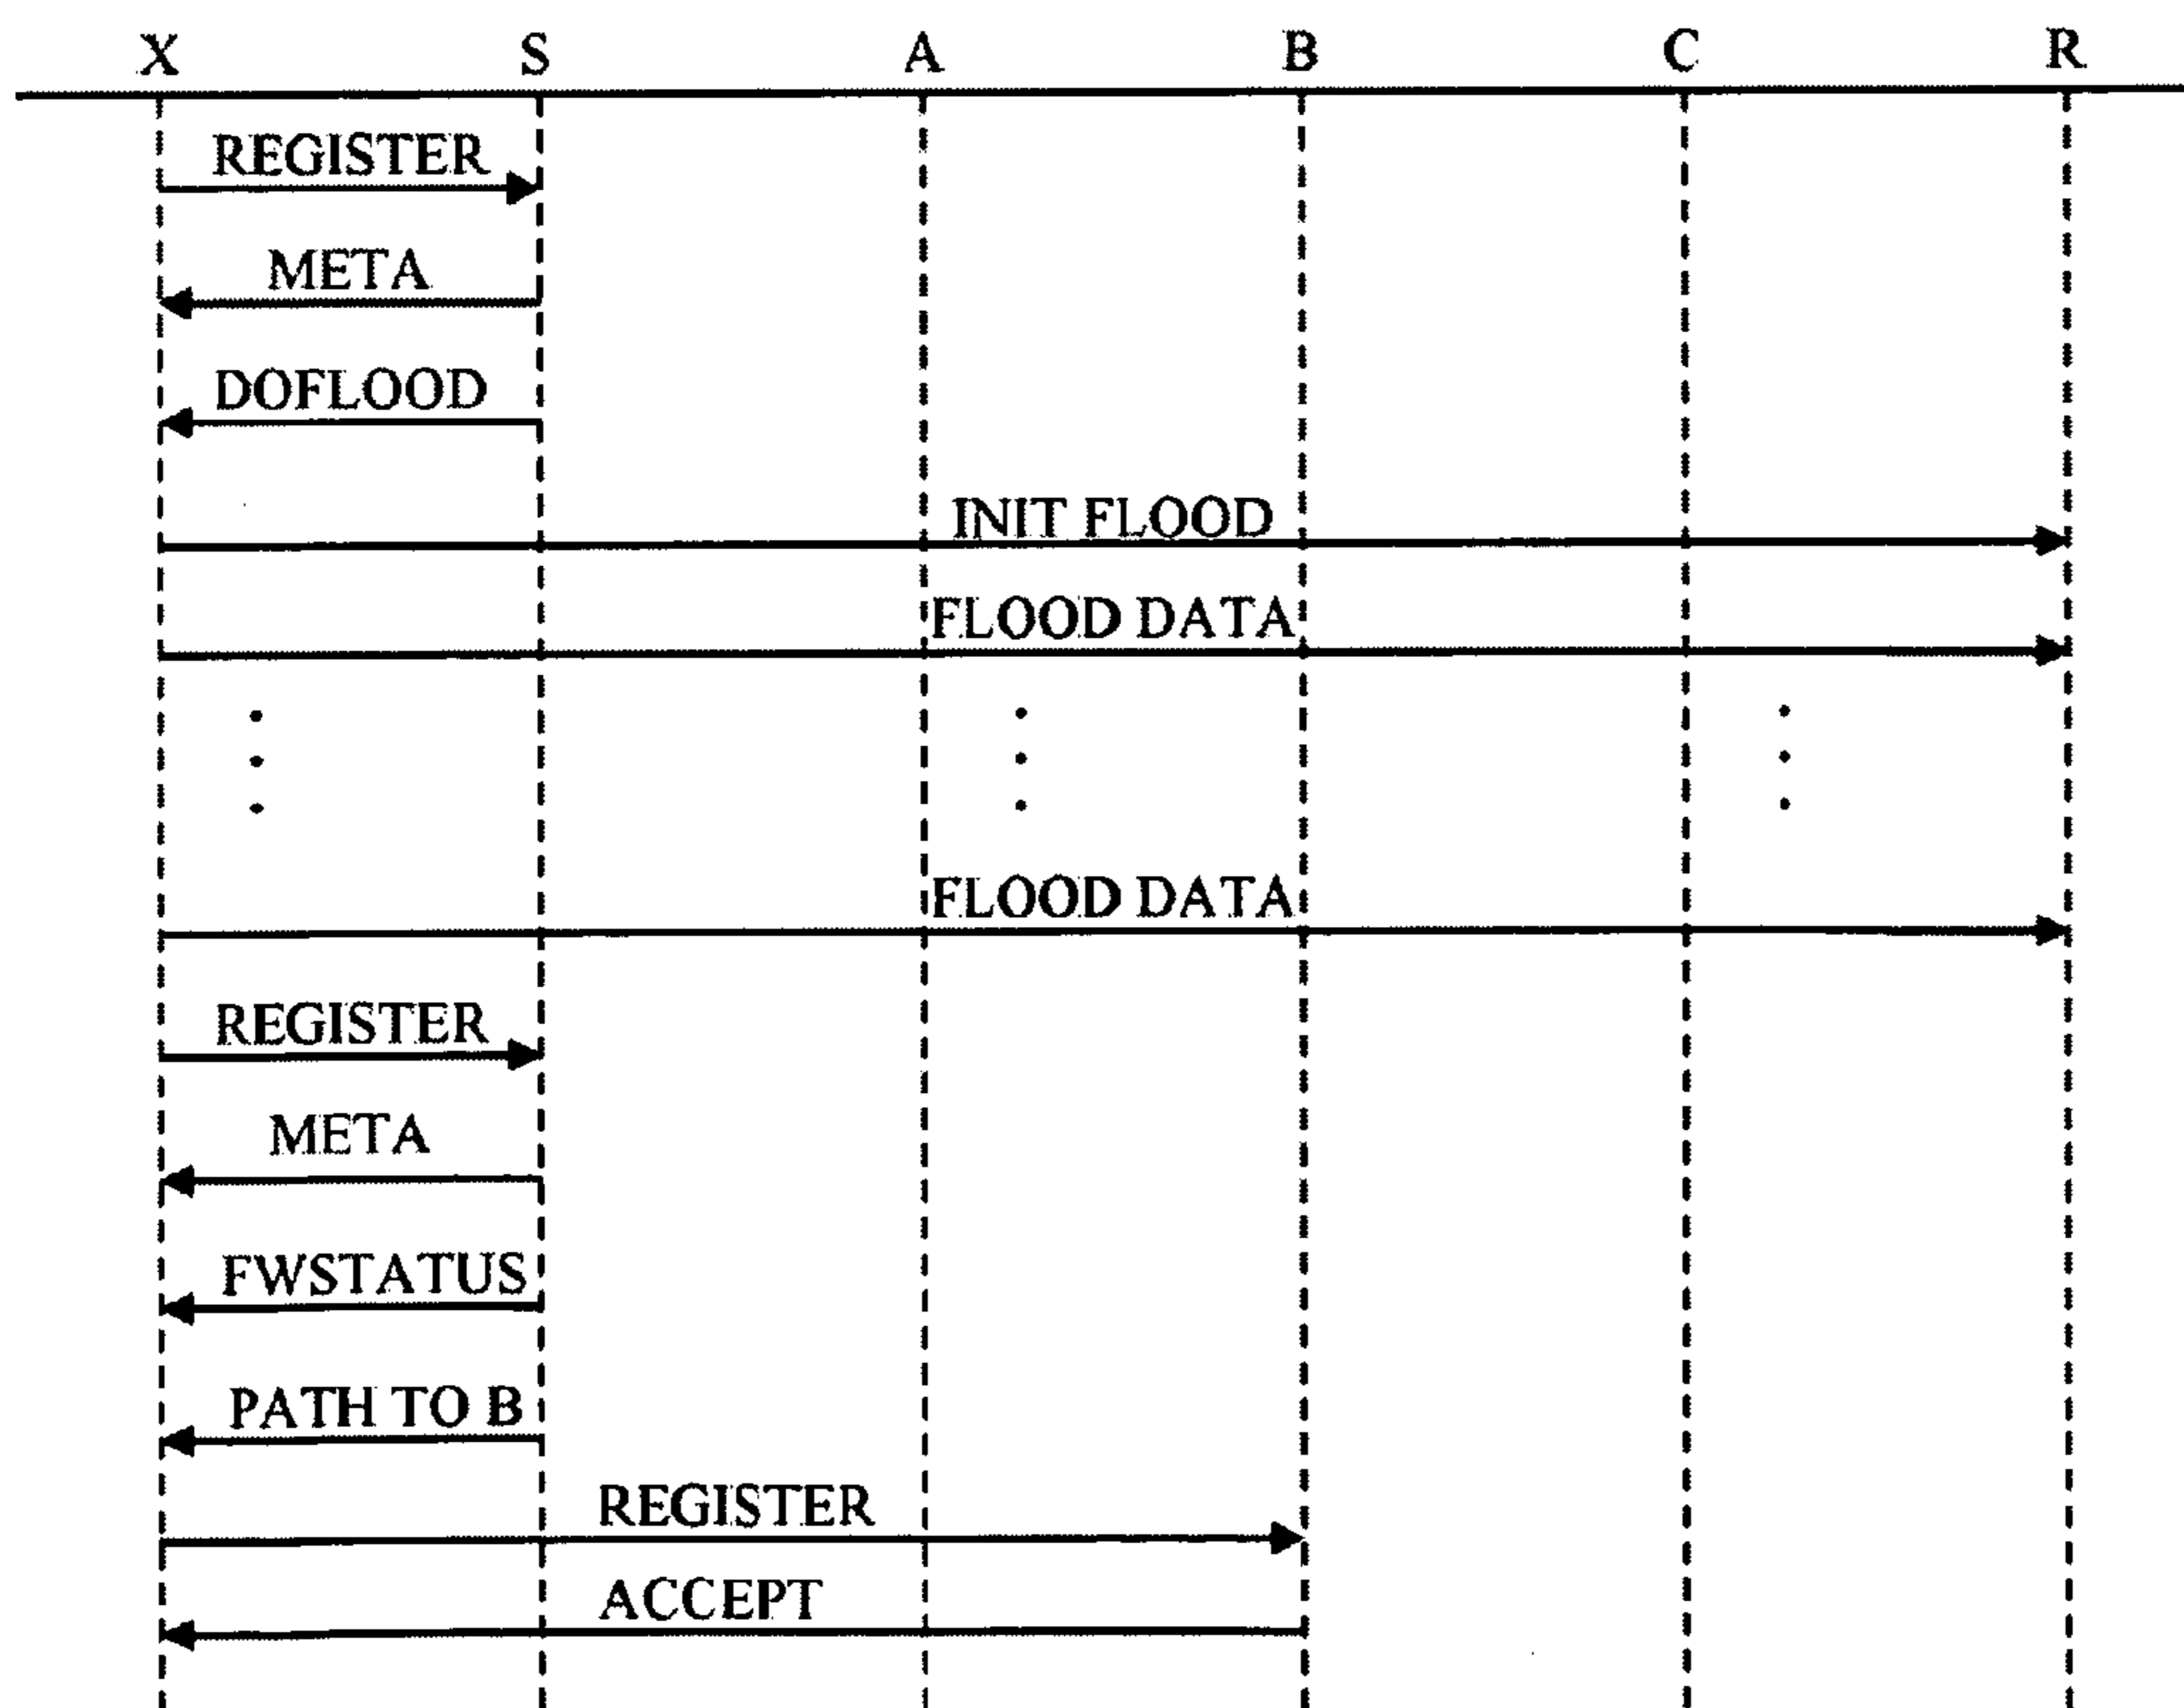 X S A B C R
REGISTER
META
DOFLOOD
INIT FLOOD
FLOOD DATA
FLOOD DATA
REGISTER
META
FWSTATUS
PATH TO B
REGISTER
ACCEPT